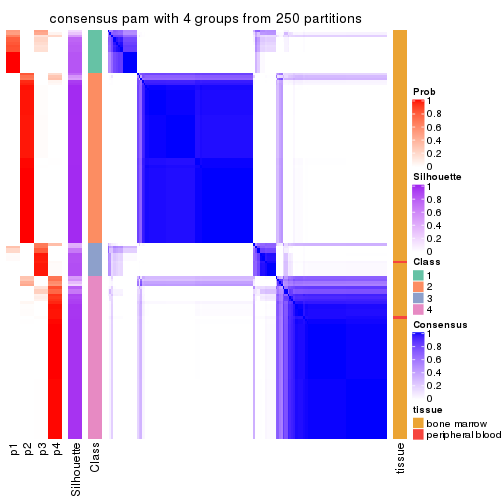 consensus pam with 4 groups from 250 partitions
Prob
1
0.8
0.6
0.4
0.2
0
Silhouette
1
0.8
0.6
0.4
0.2
0
Class
1
2
3
4
Consensus
1
0.8
0.6
0.4
0.2
0
tissue
bone marrow
peripheral blood
p1
p2
p3
p4
Silhouette
Class
tissue